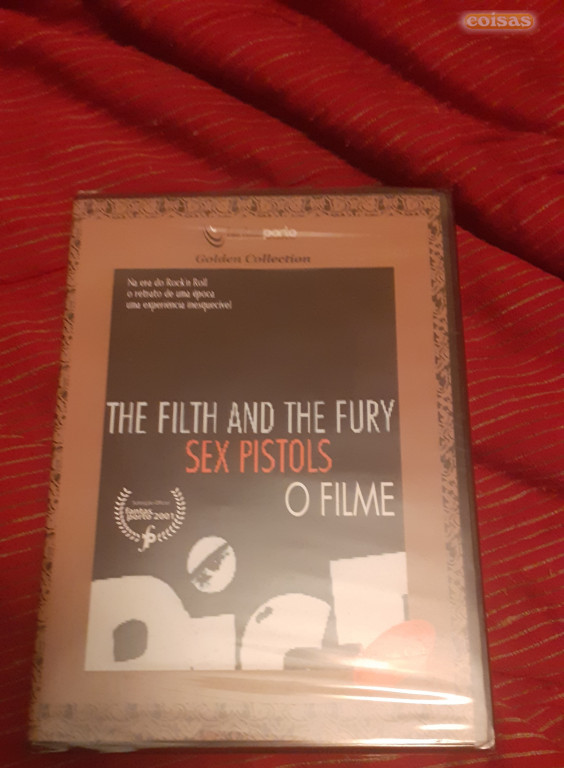 coisas
porto
Golden Collection
Na era do Rock'n Roll
o retrato de uma época
uma experiência inesquecível
THE FILTH AND THE FURY
SEX PISTOLS
O FILME
fantas
porto 2001